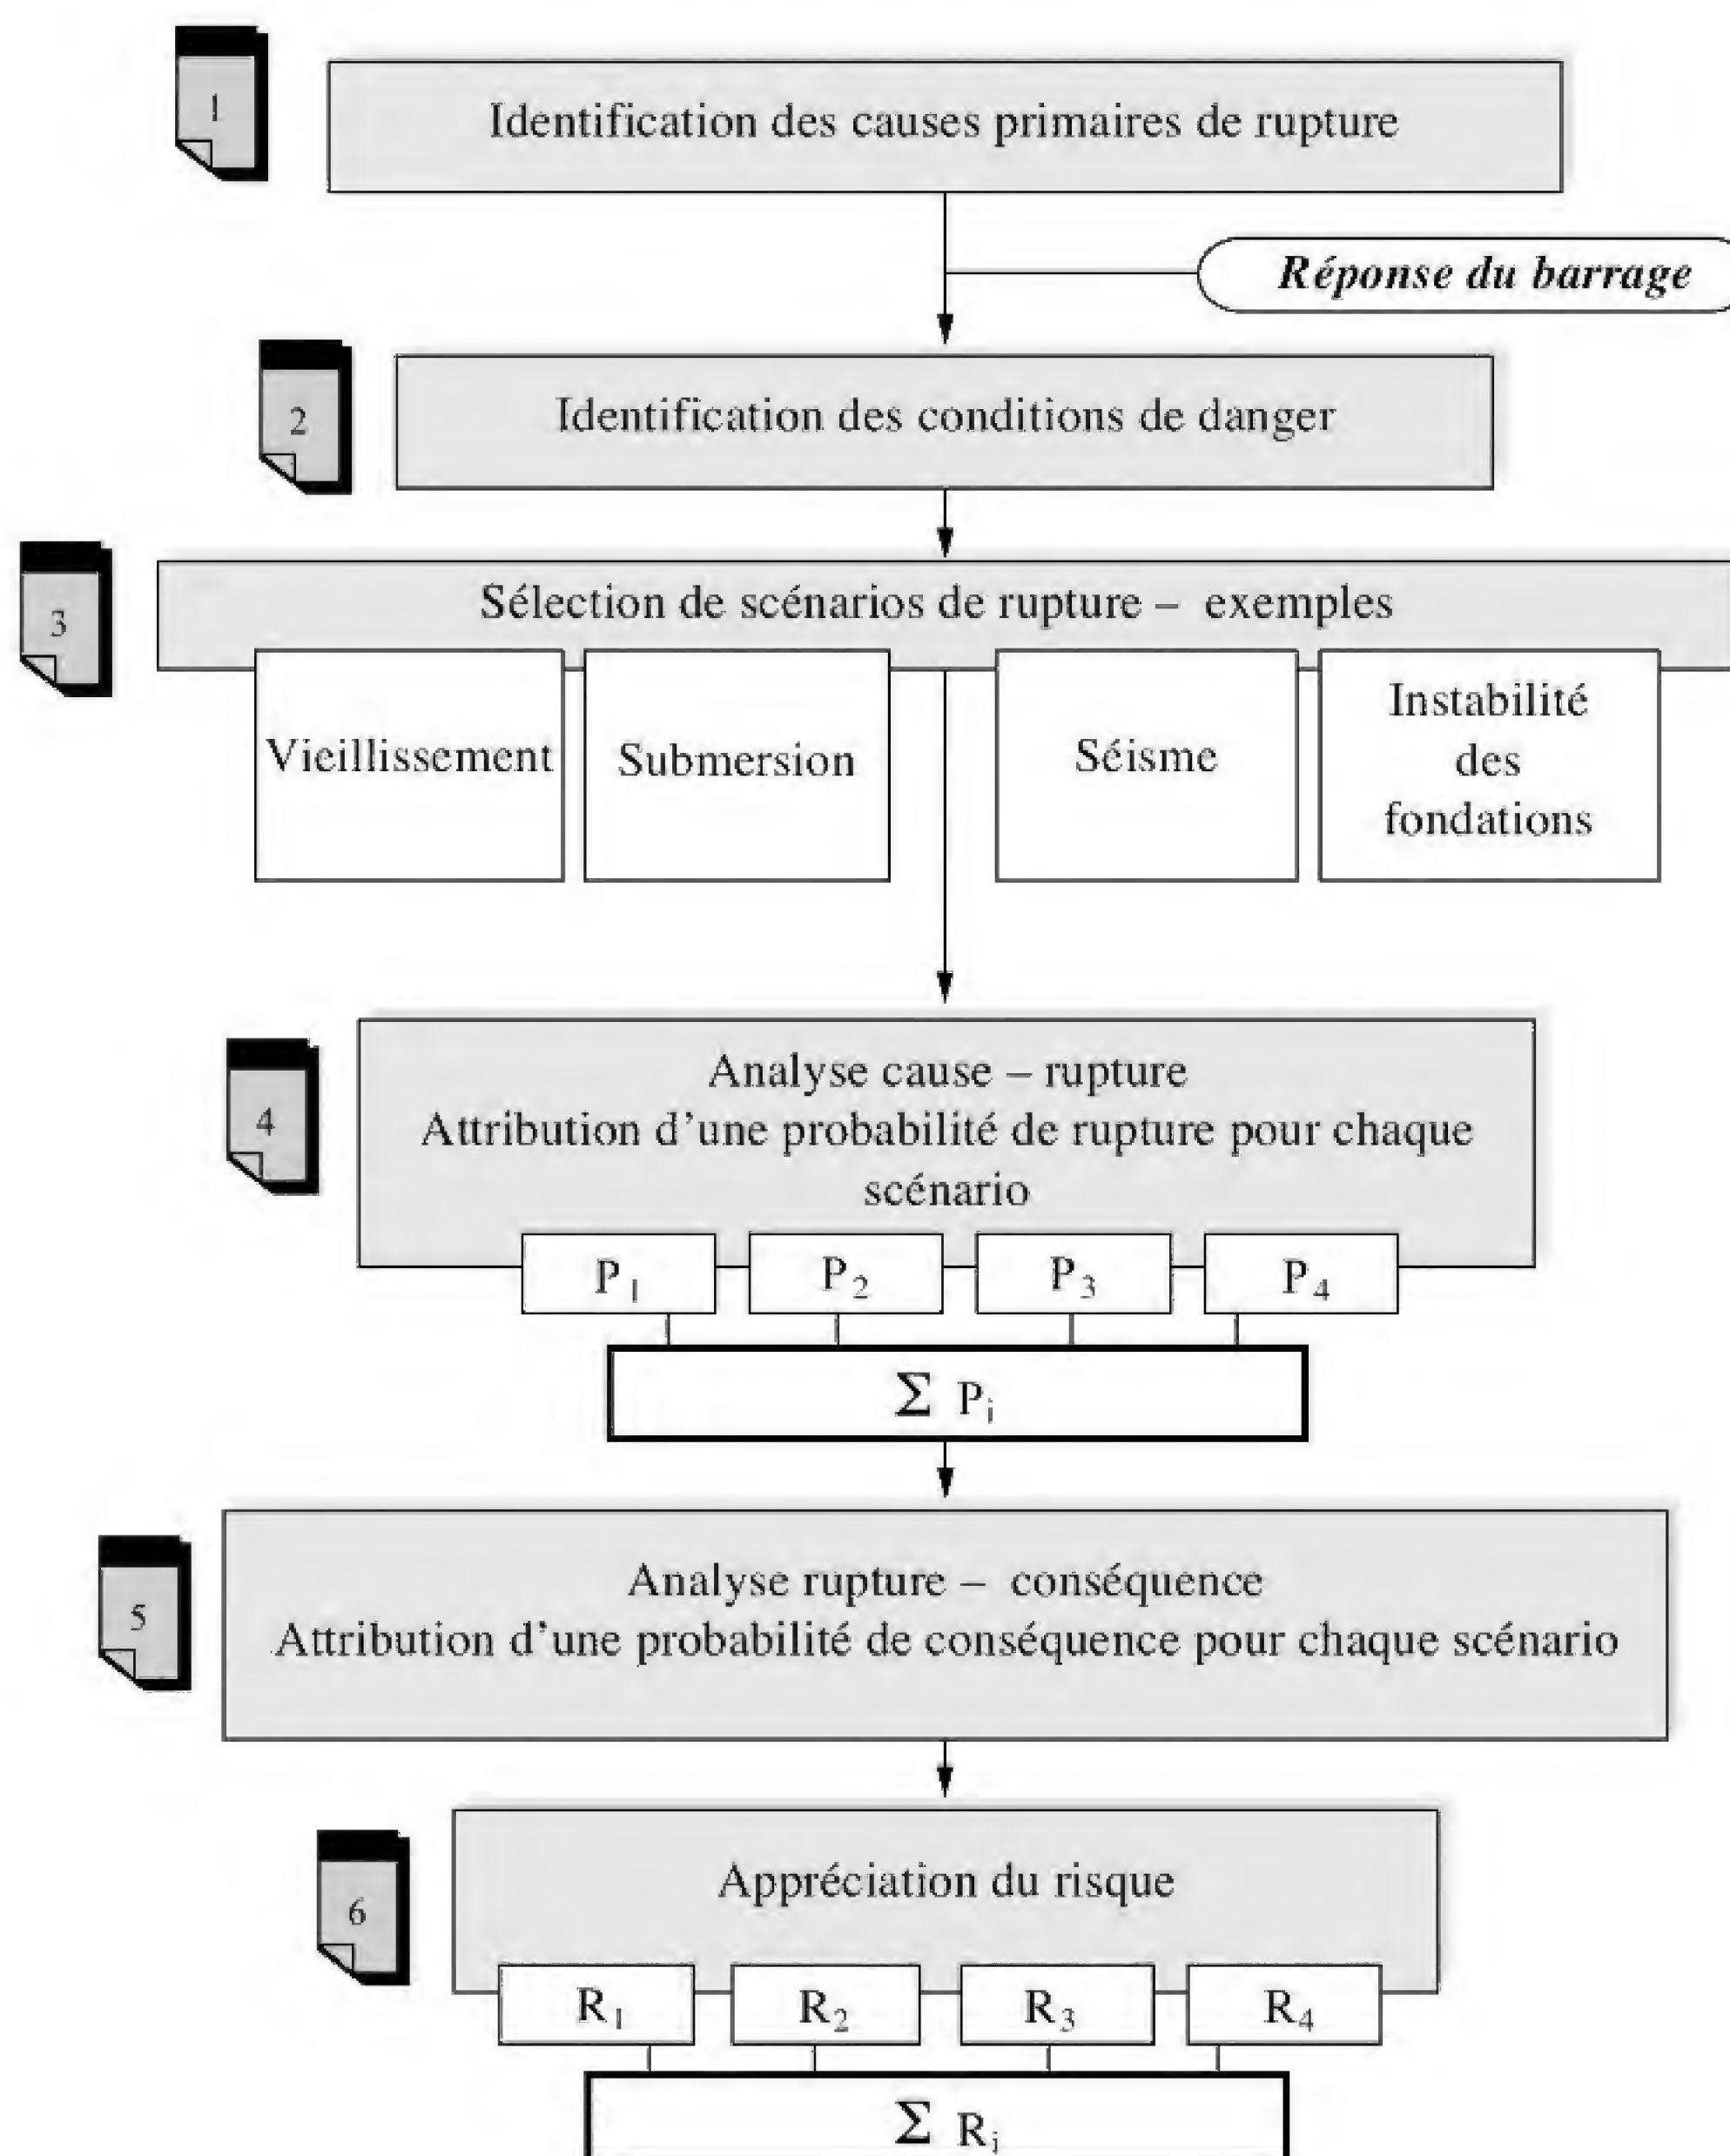 1
Identification des causes primaires de rupture
Réponse du barrage
2
Identification des conditions de danger
3
Sélection de scénarios de rupture – exemples
Vieillissement
Submersion
Séisme
Instabilité
des
fondations
4
Analyse cause – rupture
Attribution d'une probabilité de rupture pour chaque
scénario
P1
P2
P3
P4
Σ Pi
5
Analyse rupture – conséquence
Attribution d'une probabilité de conséquence pour chaque scénario
6
Appréciation du risque
R1
R2
R3
R4
Σ Ri